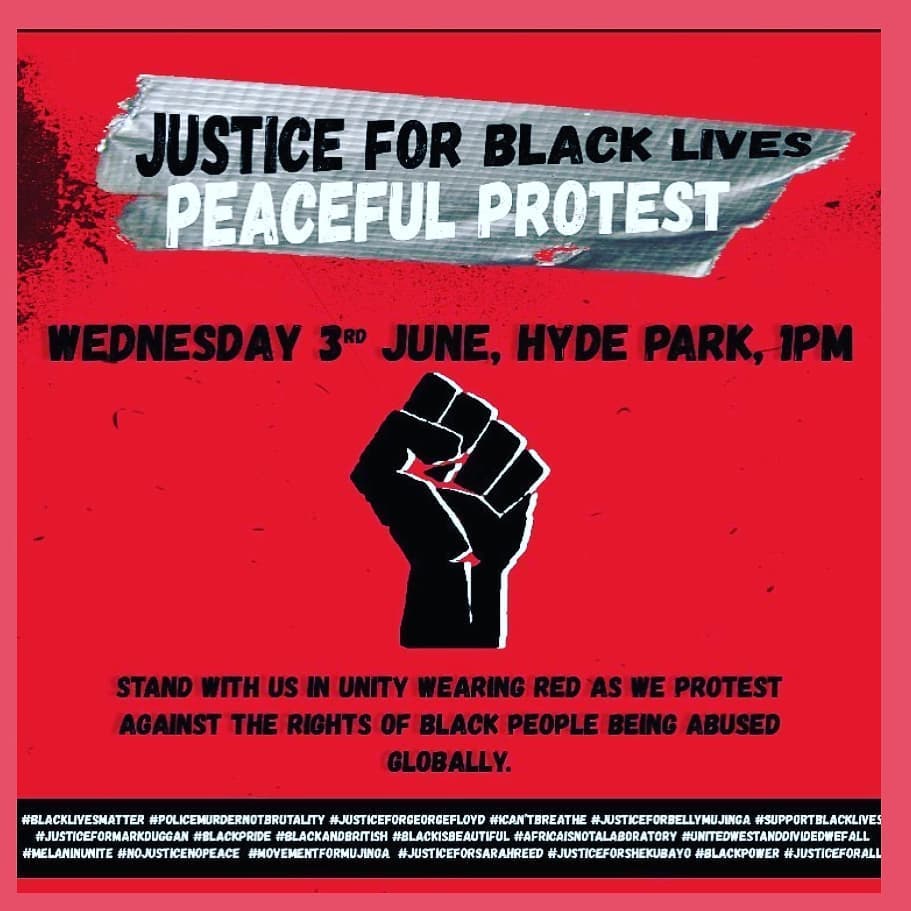 JUSTICE FOR BLACK LIVES
PEACEFUL PROTEST
WEDNESDAY 3RD JUNE, HYDE PARK, 1PM
STAND WITH US IN UNITY WEARING RED AS WE PROTEST
AGAINST THE RIGHTS OF BLACK PEOPLE BEING ABUSED
GLOBALLY.
#BLACKLIVESMATTER #POLICEMURDERNOTBRUTALITY #JUSTICEFORGEORGEFLOYD #ICAN'TBREATHE #JUSTICEFORBELLYMUJINGA #SUPPORTBLACKLIVES
#JUSTICEFORMARKDUGGAN #BLACKPRIDE #BLACKANDBRITISH #BLACKISBEAUTIFUL #AFRICAISNOTALABORATORY #UNITEDWESTANDDIVIDEDWEFALL
#MELANINUNITE #NOJUSTICENOPEACE #MOVEMENTFORMUJINGA #JUSTICEFORSARAHREED #JUSTICEFORSHEKUBAYO #BLACKPOWER #JUSTICEFORALL